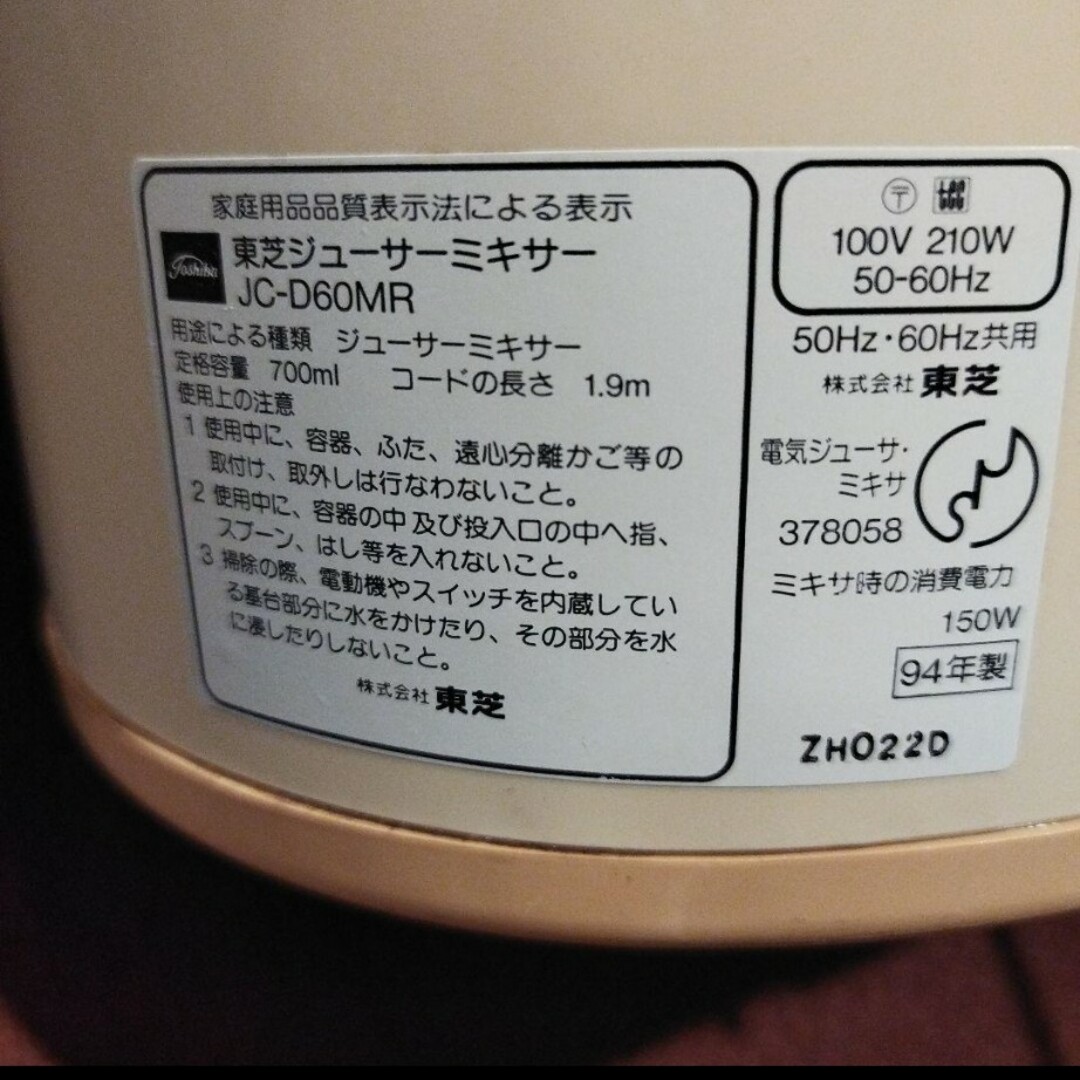 家庭用品品質表示法による表示
Toshiba
東芝ジューサーミキサー
JC-D60MR
用途による種類 ジューサーミキサー
定格容量 700ml コードの長さ 1.9m
使用上の注意
1 使用中に、容器、ふた、遠心分離かご等の
取付け、取外しは行なわないこと。
2 使用中に、容器の中及び投入口の中へ指、
スプーン、はし等を入れないこと。
3 掃除の際、電動機やスイッチを内蔵してい
る基台部分に水をかけたり、その部分を水
に浸したりしないこと。
株式会社 東芝
〒
100V 210W
50-60Hz
50Hz・60Hz共用
株式会社 東芝
電気ジューサ・
ミキサ
378058
ミキサ時の消費電力
150W
94年製
ZH022D